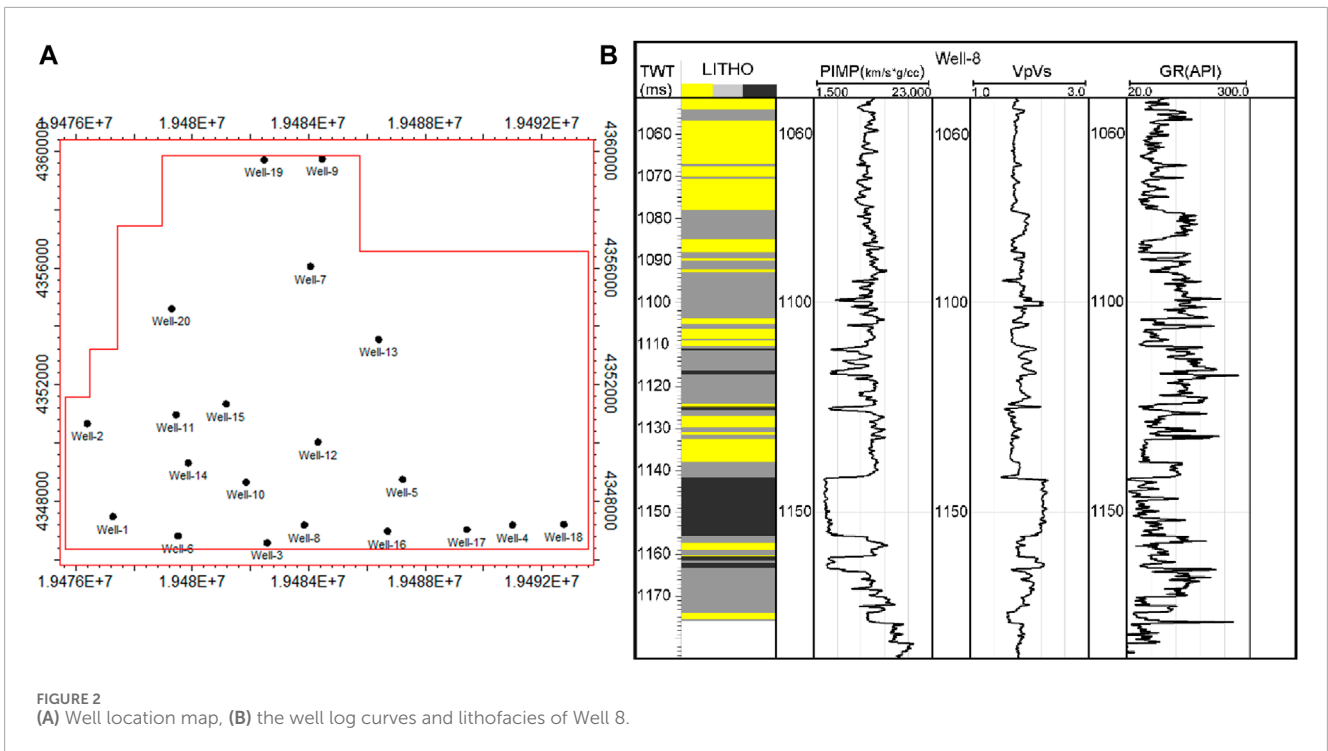 A
1.9476E+7 1.948E+7 1.9484E+7 1.9488E+7 1.9492E+7
4360000
4356000
4352000
4348000
4360000
4356000
4352000
4348000
Well-19
Well-9
Well-7
Well-20
Well-13
Well-15
Well-11
Well-2
Well-12
Well-14
Well-5
Well-10
Well-1
Well-8
Well-6
Well-3
Well-16
Well-17
Well-4
Well-18
1.9476E+7 1.948E+7 1.9484E+7 1.9488E+7 1.9492E+7
B
Well-8
TWT (ms)
LITHO
PIMP(km/s*g/cc)
1.500 23.000
VpVs
1.0 3.0
GR(API)
20.0 300.0
1060 1060 1060 1060
1070
1080
1090
1100 1100 1100 1100
1110
1120
1130
1140
1150 1150 1150 1150
1160
1170
FIGURE 2
(A) Well location map, (B) the well log curves and lithofacies of Well 8.